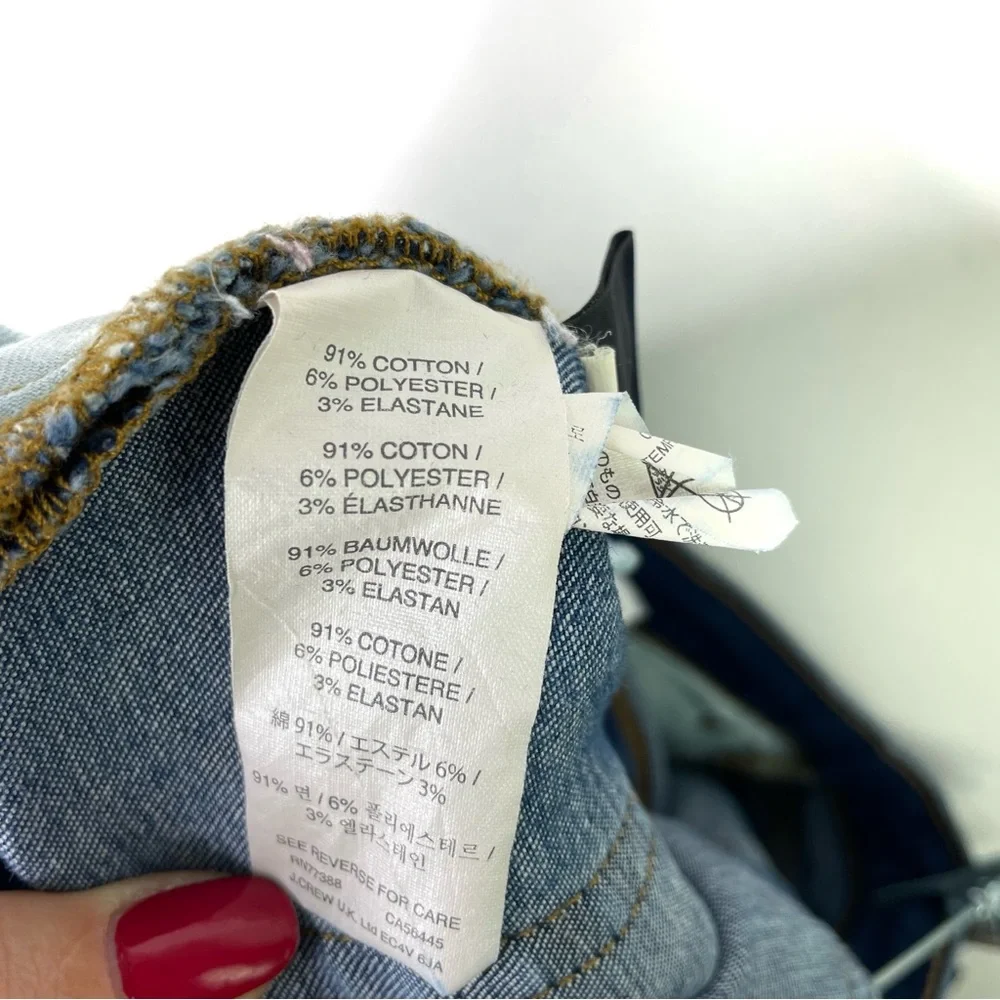 91% COTTON /
6% POLYESTER /
3% ELASTANE
91% COTON /
6% POLYESTER /
3% ÉLASTHANNE
91% BAUMWOLLE /
6% POLYESTER /
3% ELASTAN
91% COTONE /
6% POLIESTERE /
3% ELASTAN
綿 91% / エステル 6% /
エラステーン 3%
91% 면 / 6% 폴리에스테르 /
3% 엘라스테인
SEE REVERSE FOR CARE
RN77388 CA56445
J.CREW U.K. Ltd EC4V 6JA